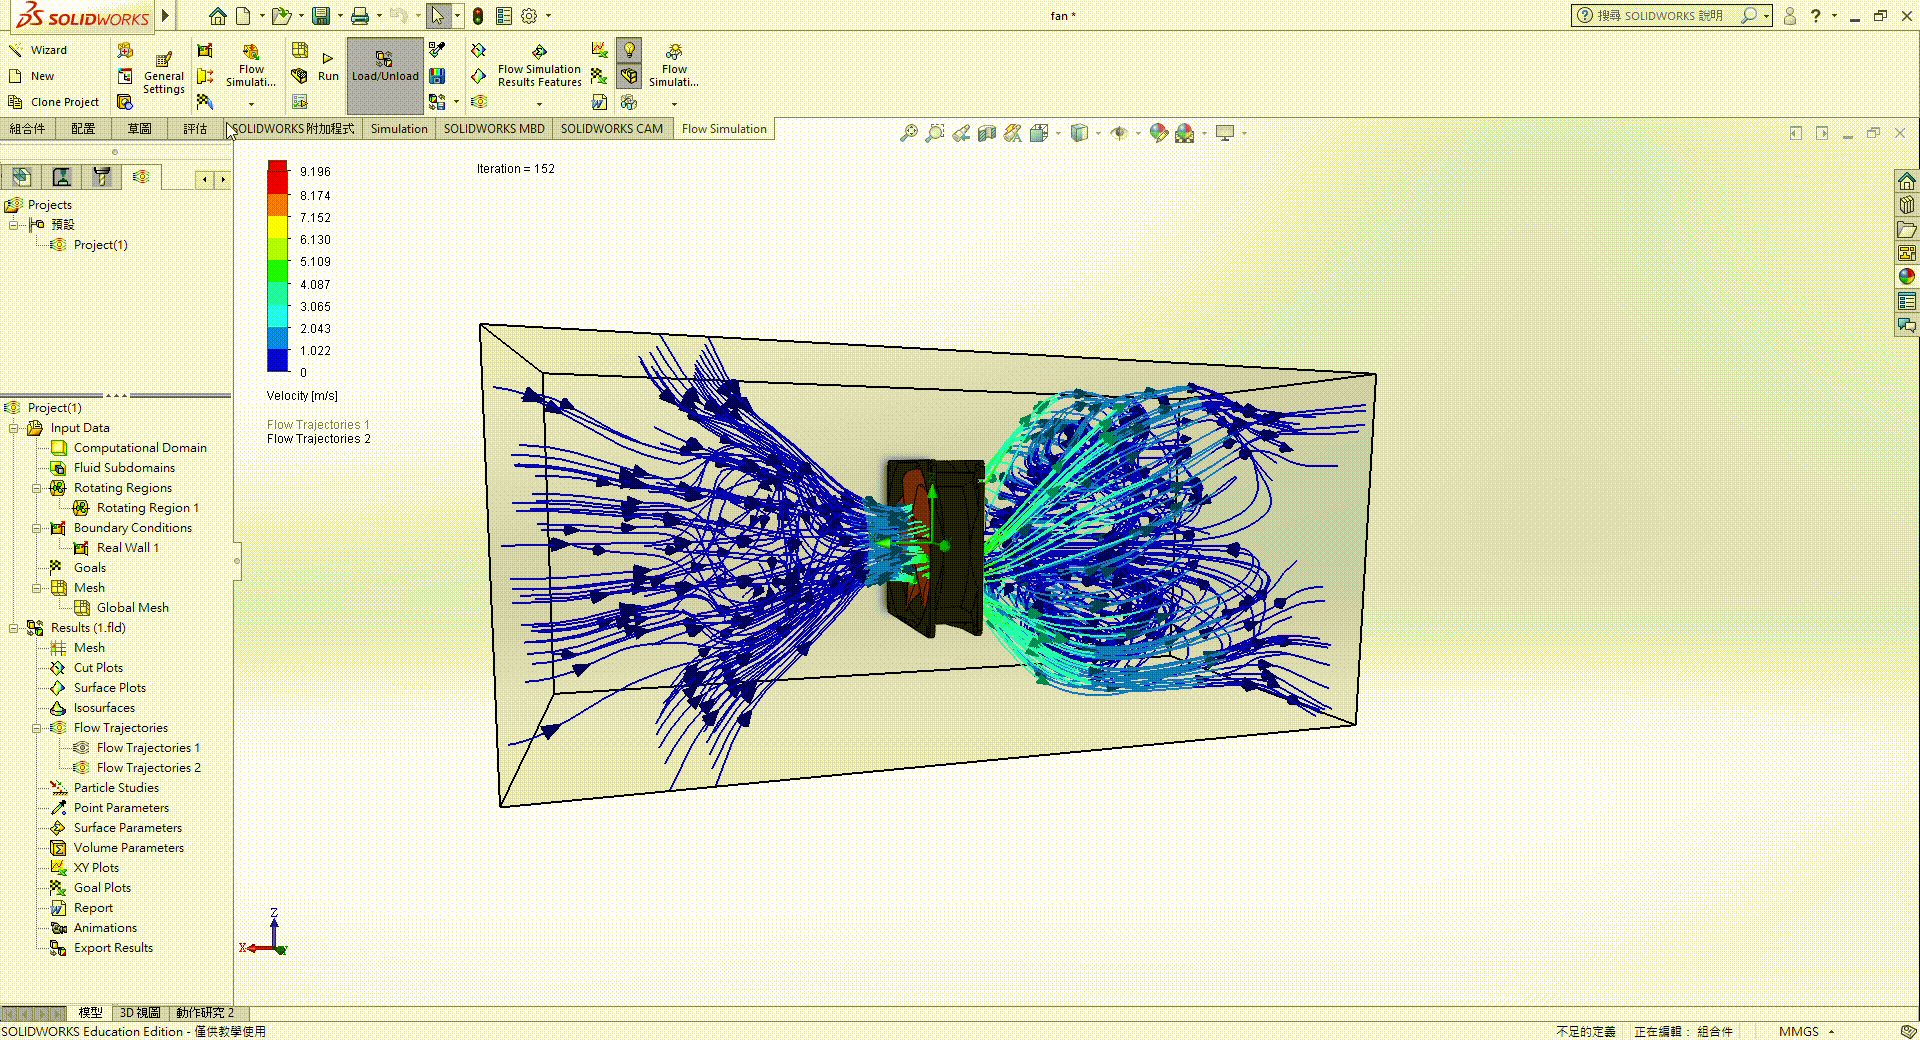 SOLIDWORKS
fan *
搜尋 SOLIDWORKS 說明
Wizard
New
Clone Project
General
Settings
Flow
Simulati...
Run
Load/Unload
Flow Simulation
Results Features
Flow
Simulati...
組合件
配置
草圖
評估
SOLIDWORKS 附加程式
Simulation
SOLIDWORKS MBD
SOLIDWORKS CAM
Flow Simulation
Projects
預設
Project(1)
Project(1)
Input Data
Computational Domain
Fluid Subdomains
Rotating Regions
Rotating Region 1
Boundary Conditions
Real Wall 1
Goals
Mesh
Global Mesh
Results (1.fld)
Mesh
Cut Plots
Surface Plots
Isosurfaces
Flow Trajectories
Flow Trajectories 1
Flow Trajectories 2
Particle Studies
Point Parameters
Surface Parameters
Volume Parameters
XY Plots
Goal Plots
Report
Animations
Export Results
9.196
8.174
7.152
6.130
5.109
4.087
3.065
2.043
1.022
0
Velocity [m/s]
Flow Trajectories 1
Flow Trajectories 2
Iteration = 152
Z
X
Y
模型
3D 視圖
動作研究 2
SOLIDWORKS Education Edition - 僅供教學使用
不足的定義
正在編輯： 組合件
MMGS